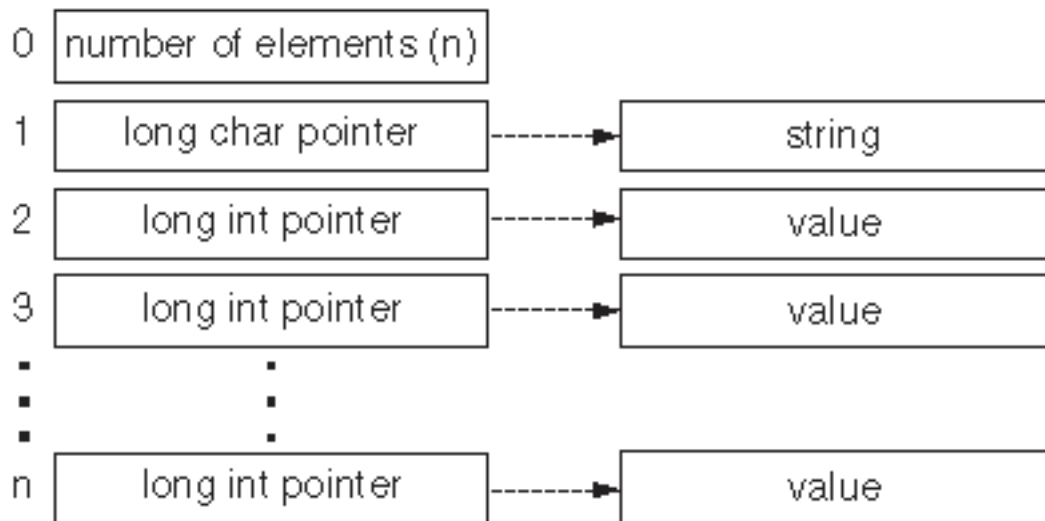 0 number of elements (n)
1 long char pointer string
2 long int pointer value
3 long int pointer value
n long int pointer value